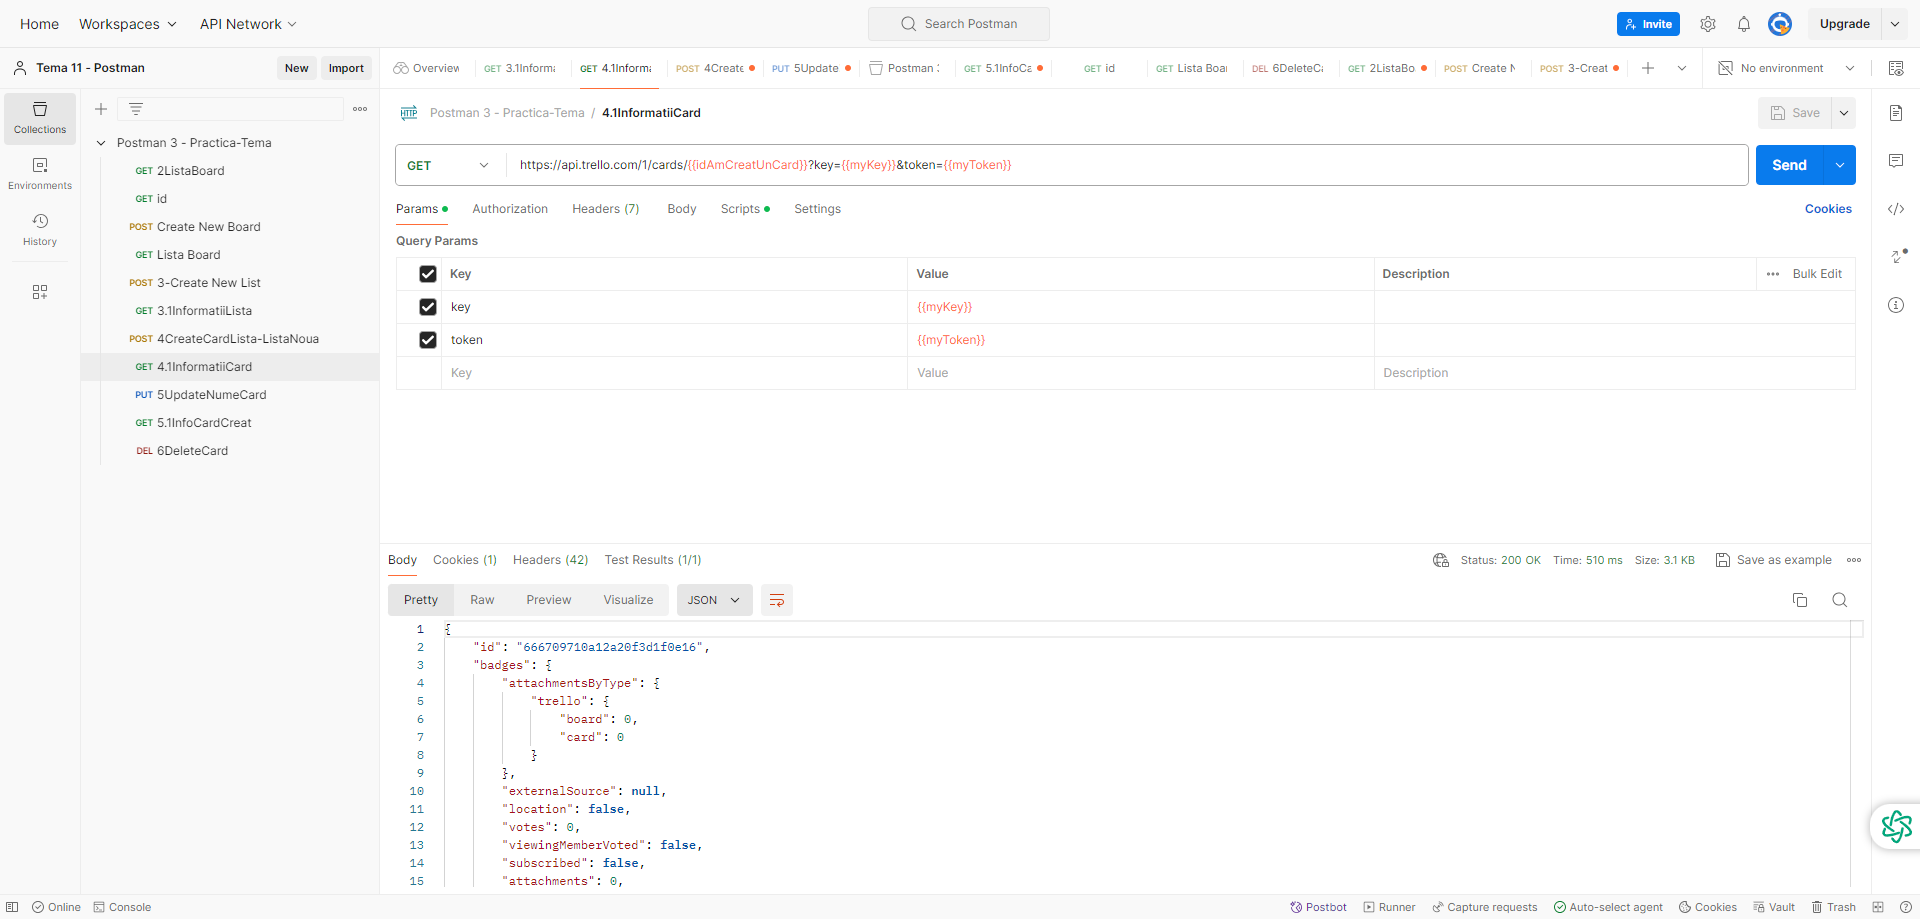 Home
Workspaces
API Network
Search Postman
Invite
Upgrade
Tema 11 - Postman
New
Import
Overview
GET 3.1Informa
GET 4.1Informa
POST 4Create
PUT 5Update
Postman 3
GET 5.1InfoCa
GET id
GET Lista Boar
DEL 6DeleteCa
GET 2ListaBo
POST Create N
POST 3-Creat
No environment
Collections
Environments
History
Postman 3 - Practica-Tema
GET 2ListaBoard
GET id
POST Create New Board
GET Lista Board
POST 3-Create New List
GET 3.1InformatiiLista
POST 4CreateCardLista-ListaNoua
GET 4.1InformatiiCard
PUT 5UpdateNumeCard
GET 5.1InfoCardCreat
DEL 6DeleteCard
HTTP Postman 3 - Practica-Tema / 4.1InformatiiCard
Save
GET https://api.trello.com/1/cards/{{idAmCreatUnCard}}?key={{myKey}}&token={{myToken}}
Send
Params Authorization Headers (7) Body Scripts Settings
Cookies
Query Params
Key Value Description Bulk Edit
key {{myKey}}
token {{myToken}}
Key Value Description
Body Cookies (1) Headers (42) Test Results (1/1)
Status: 200 OK Time: 510 ms Size: 3.1 KB Save as example
Pretty Raw Preview Visualize JSON
1 {
2 "id": "666709710a12a20f3d1f0e16",
3 "badges": {
4 "attachmentsByType": {
5 "trello": {
6 "board": 0,
7 "card": 0
8 }
9 },
10 "externalSource": null,
11 "location": false,
12 "votes": 0,
13 "viewingMemberVoted": false,
14 "subscribed": false,
15 "attachments": 0,
Online
Console
Postbot
Runner
Capture requests
Auto-select agent
Cookies
Vault
Trash